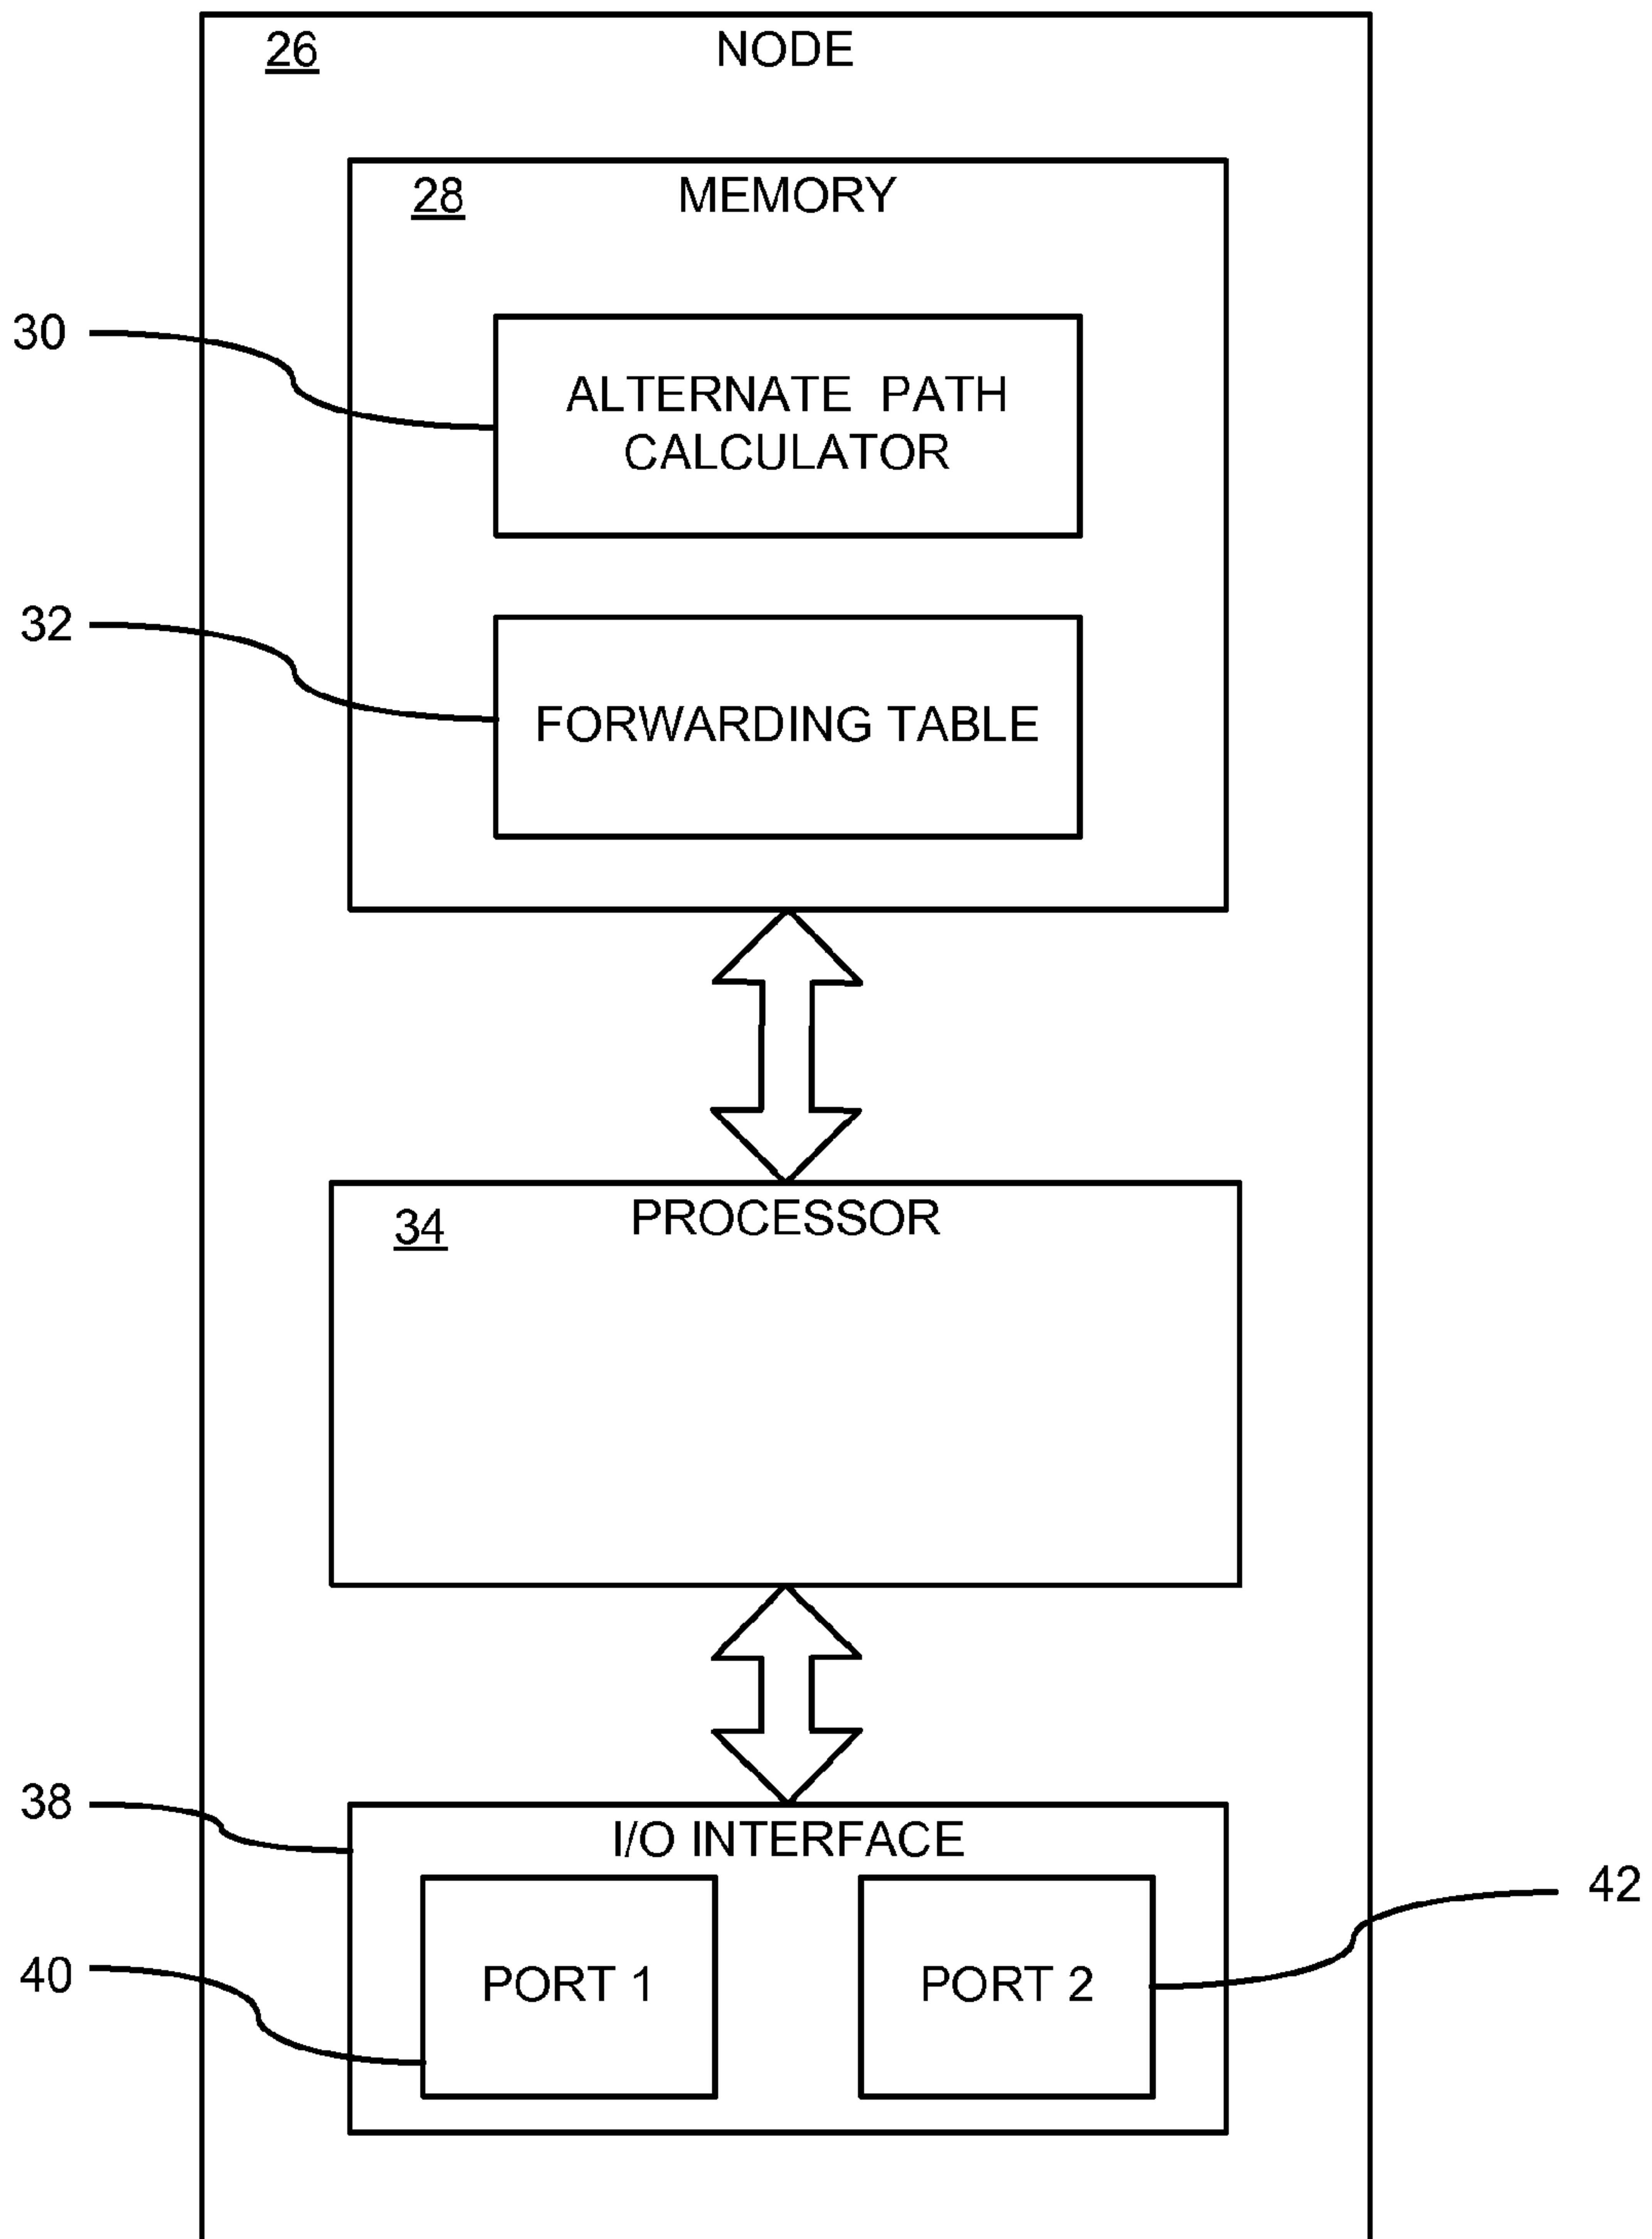 26
NODE
28
MEMORY
30
ALTERNATE PATH
CALCULATOR
32
FORWARDING TABLE
34
PROCESSOR
38
I/O INTERFACE
42
40
PORT 1
PORT 2